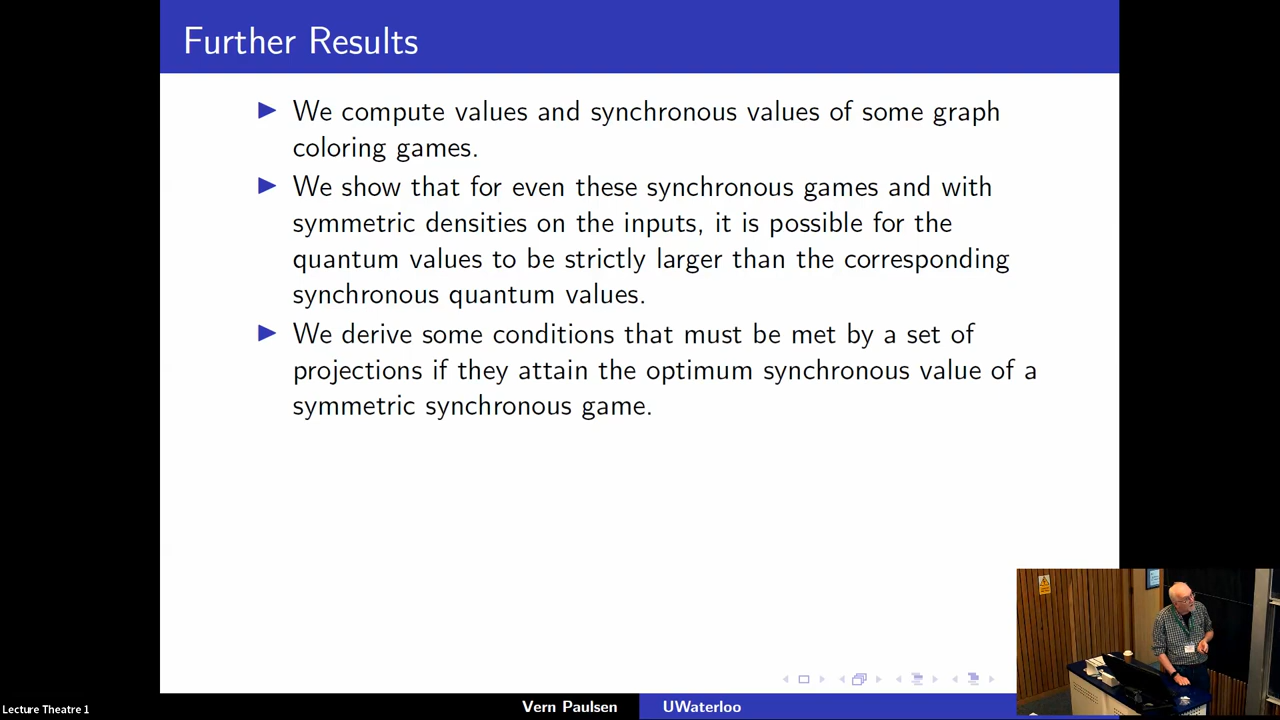 Further Results
We compute values and synchronous values of some graph
coloring games.
We show that for even these synchronous games and with
symmetric densities on the inputs, it is possible for the
quantum values to be strictly larger than the corresponding
synchronous quantum values.
We derive some conditions that must be met by a set of
projections if they attain the optimum synchronous value of a
symmetric synchronous game.
Vern Paulsen
UWaterloo
Lecture Theatre 1